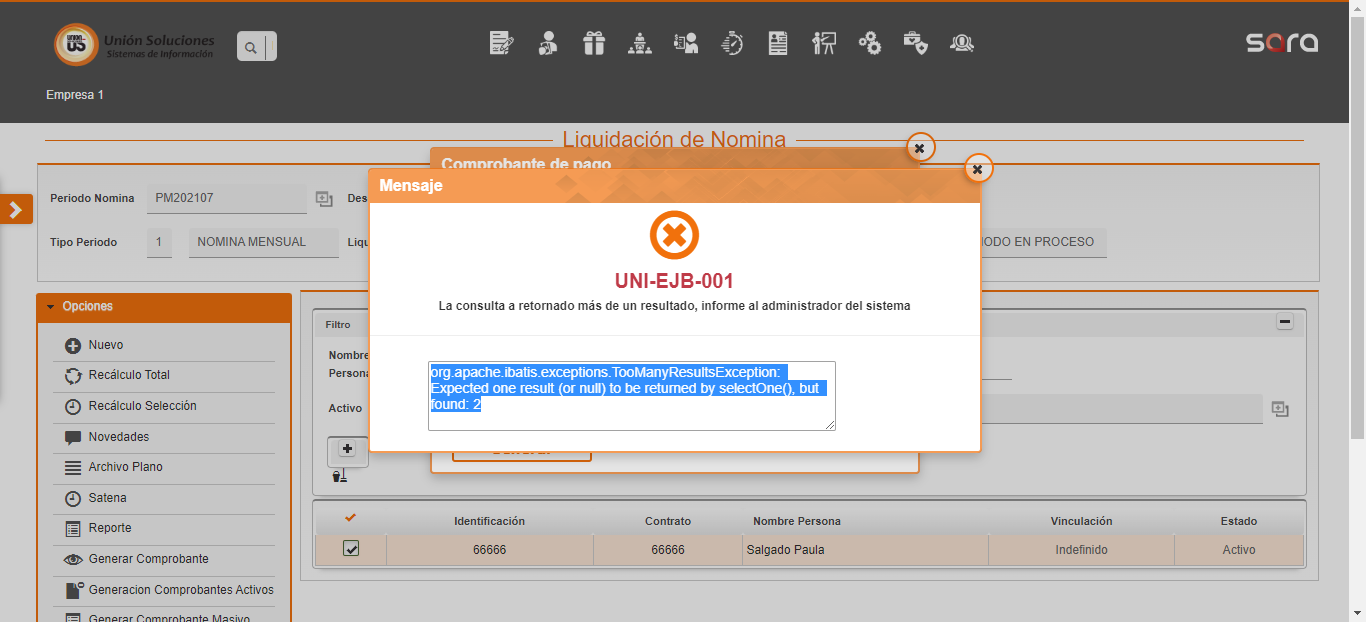 UNION
US
Unión Soluciones
Sistemas de Información
sara
Empresa 1
Liquidación de Nomina
Comprobante de pago
Mensaje
Periodo Nomina
PM202107
Des
Tipo Periodo
1
NOMINA MENSUAL
Liqu
IODO EN PROCESO
UNI-EJB-001
La consulta a retornado más de un resultado, informe al administrador del sistema
org.apache.ibatis.exceptions.TooManyResultsException:
Expected one result (or null) to be returned by selectOne(), but
found: 2
Opciones
Nuevo
Recálculo Total
Recálculo Selección
Novedades
Archivo Plano
Satena
Reporte
Generar Comprobante
Generacion Comprobantes Activos
Generar Comprobante Masivo
Filtro
Nombre
Persona
Activo
Identificación
Contrato
Nombre Persona
Vinculación
Estado
66666
66666
Salgado Paula
Indefinido
Activo